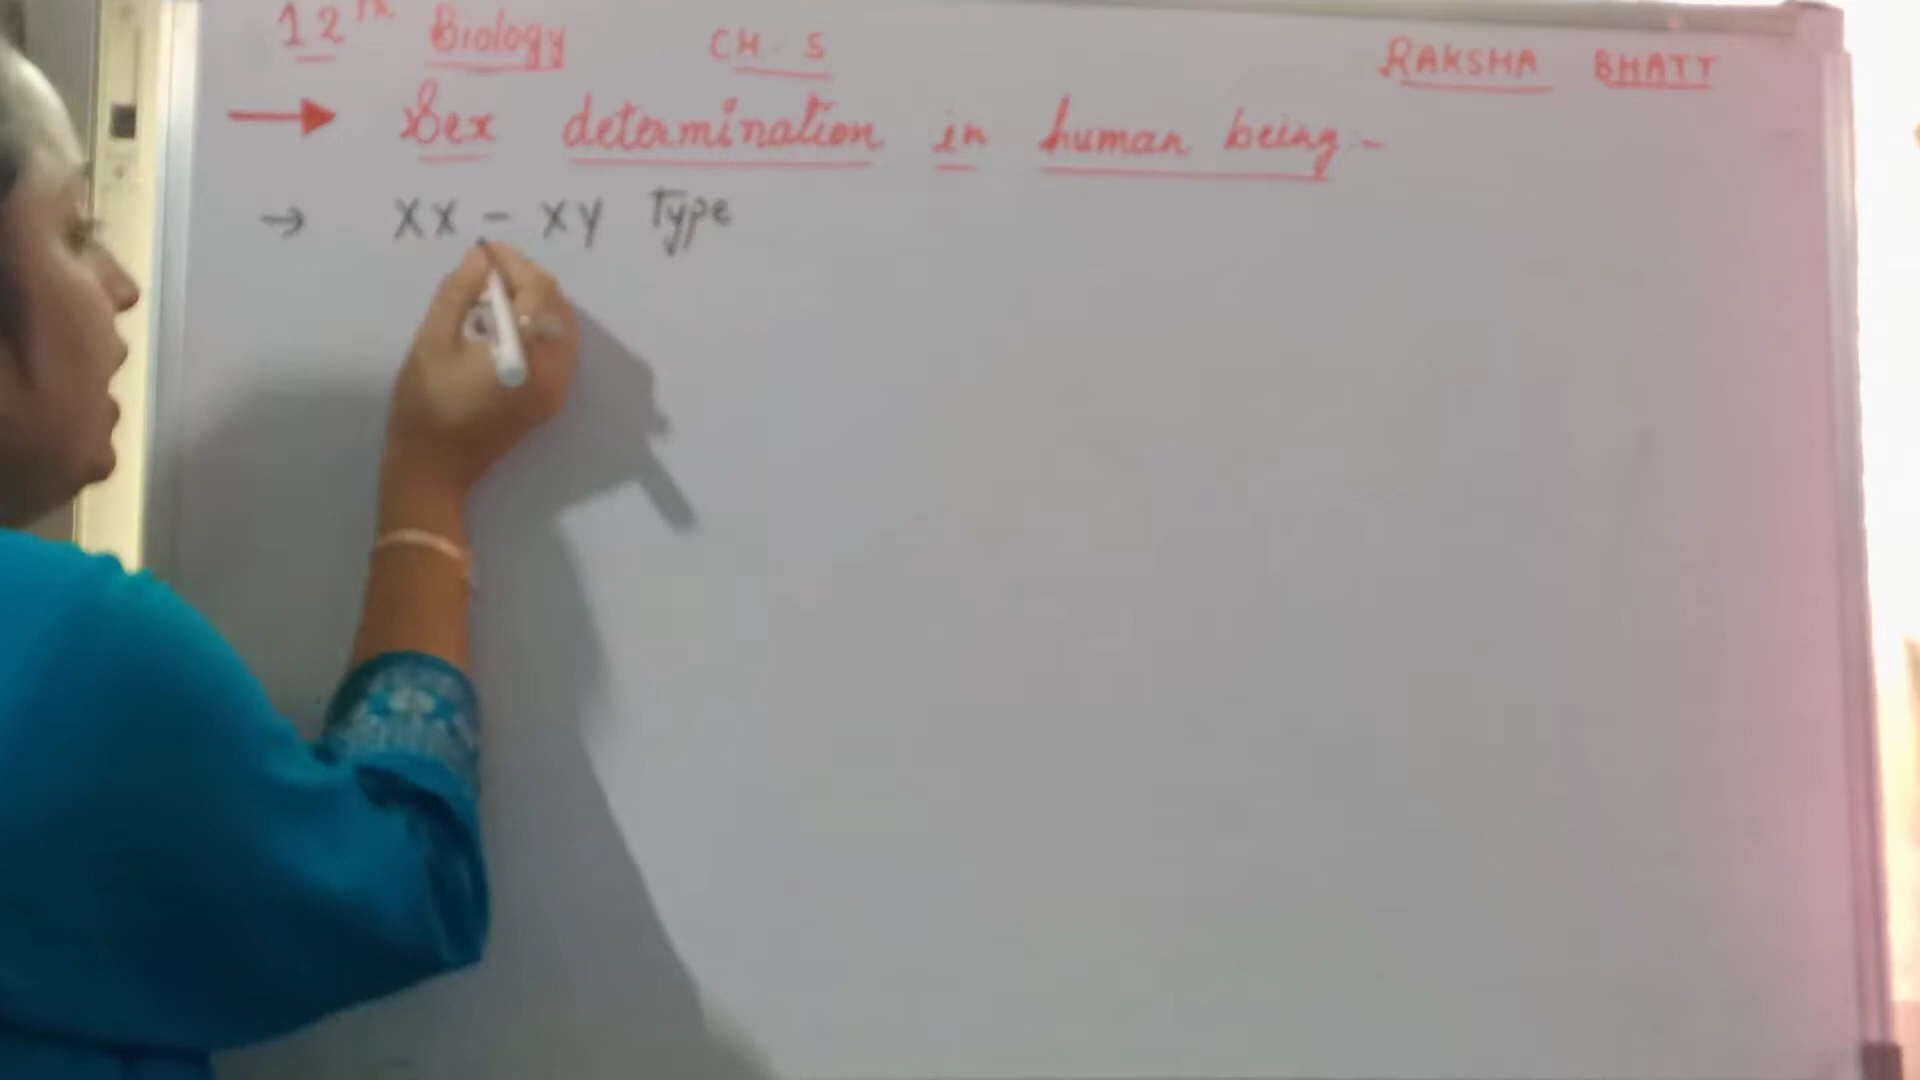 12th Biology CH. 5 RAKSHA BHATT
→ Sex determination in human being :-
→ XX - XY Type